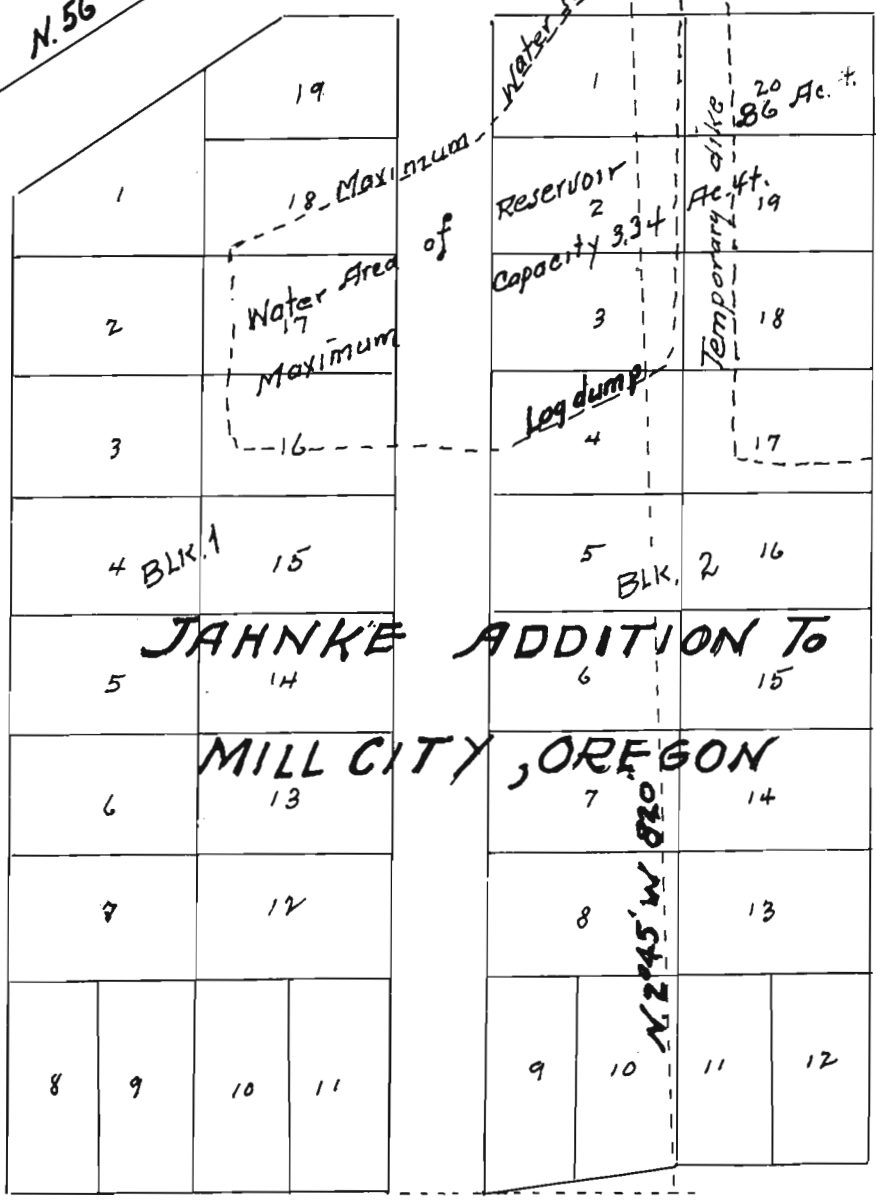 N. 56
Water
19
1
20
86 Ac. ft.
1
18
Maximum
Reservoir
2
Ac. ft.
19
Water Area of
Capacity 3.34
Temporary dike
2
17
3
18
Maximum
Log dump
3
16
4
17
4
BLK. 1
15
5
BLK. 2
16
JAHNKE ADDITION TO
5
14
6
15
MILL CITY, OREGON
6
13
7
14
7
12
8
13
N. 2°45' W 820'
8
9
10
11
9
10
11
12